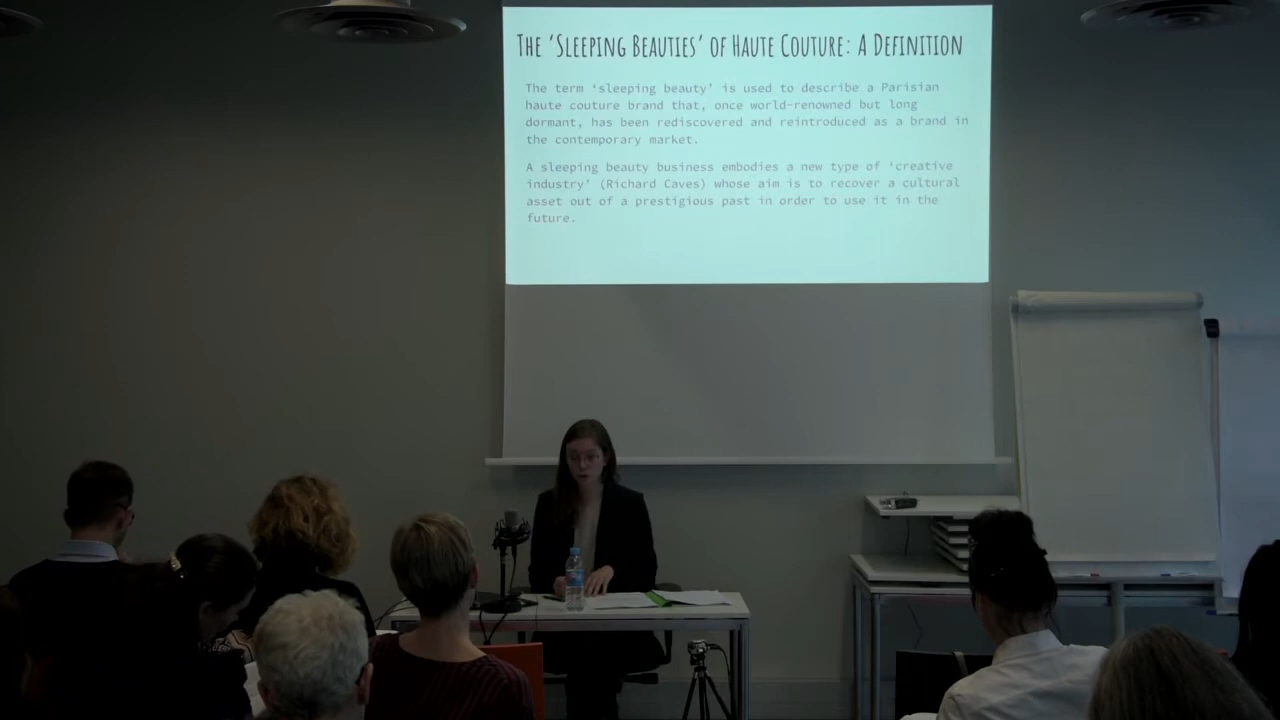 The ‘Sleeping Beauties’ of Haute Couture: A Definition
The term ‘sleeping beauty’ is used to describe a Parisian
haute couture brand that, once world-renowned but long
dormant, has been rediscovered and reintroduced as a brand in
the contemporary market.
A sleeping beauty business embodies a new type of ‘creative
industry’ (Richard Caves) whose aim is to recover a cultural
asset out of a prestigious past in order to use it in the
future.